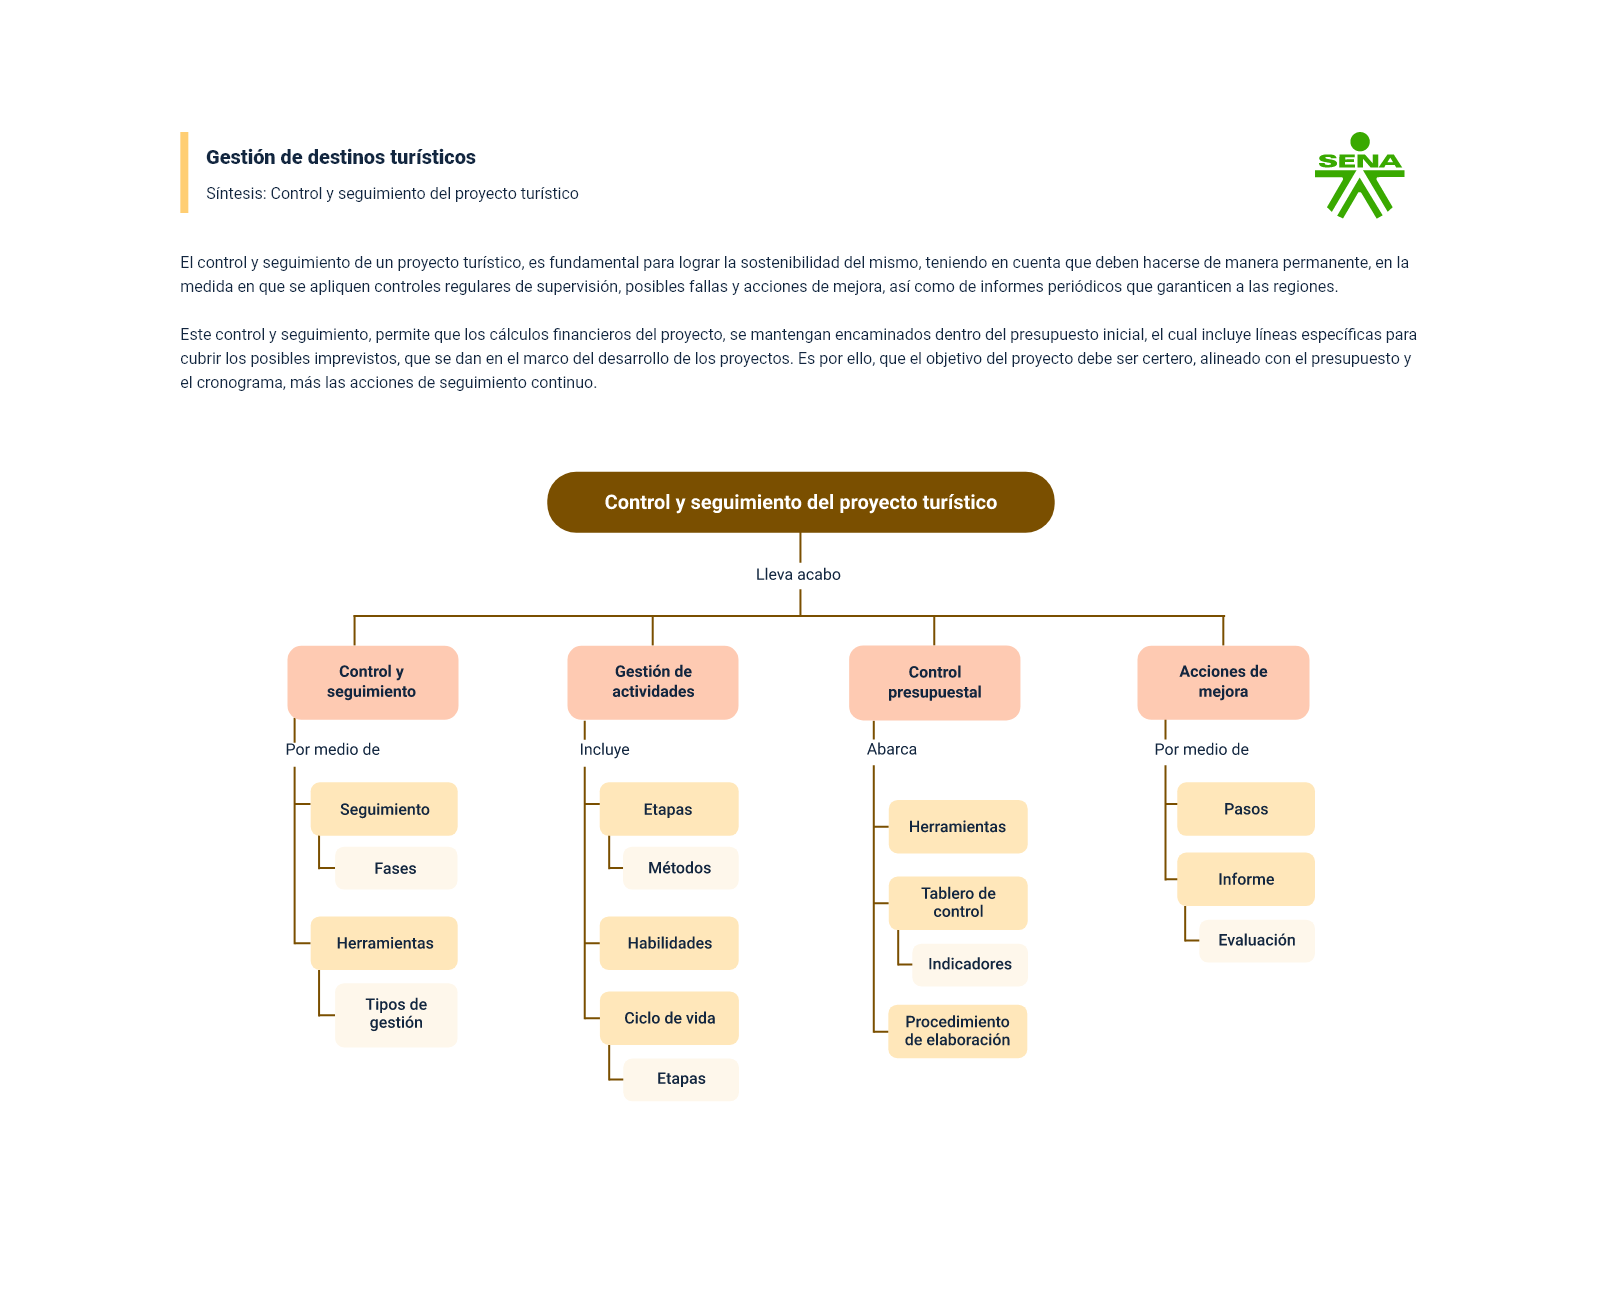 Gestión de destinos turísticos
Síntesis: Control y seguimiento del proyecto turístico
SENA
El control y seguimiento de un proyecto turístico, es fundamental para lograr la sostenibilidad del mismo, teniendo en cuenta que deben hacerse de manera permanente, en la
medida en que se apliquen controles regulares de supervisión, posibles fallas y acciones de mejora, así como de informes periódicos que garanticen a las regiones.
Este control y seguimiento, permite que los cálculos financieros del proyecto, se mantengan encaminados dentro del presupuesto inicial, el cual incluye líneas específicas para
cubrir los posibles imprevistos, que se dan en el marco del desarrollo de los proyectos. Es por ello, que el objetivo del proyecto debe ser certero, alineado con el presupuesto y
el cronograma, más las acciones de seguimiento continuo.
Control y seguimiento del proyecto turístico
Lleva acabo
Control y
seguimiento
Por medio de
Seguimiento
Fases
Herramientas
Tipos de
gestión
Gestión de
actividades
Incluye
Etapas
Métodos
Habilidades
Ciclo de vida
Etapas
Control
presupuestal
Abarca
Herramientas
Tablero de
control
Indicadores
Procedimiento
de elaboración
Acciones de
mejora
Por medio de
Pasos
Informe
Evaluación